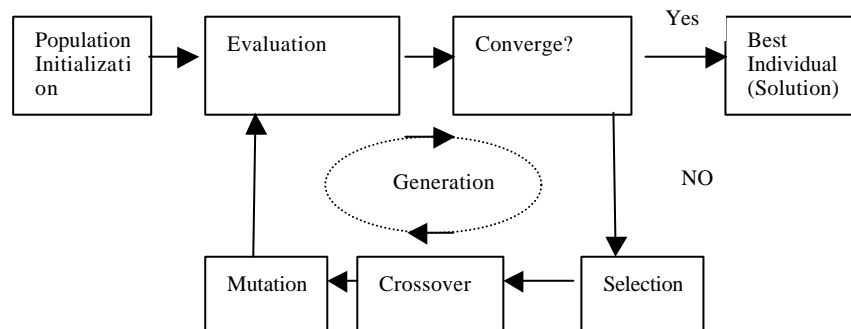 Population
Initializati
on
Evaluation
Converge?
Yes
Best
Individual
(Solution)
Generation
NO
Mutation
Crossover
Selection